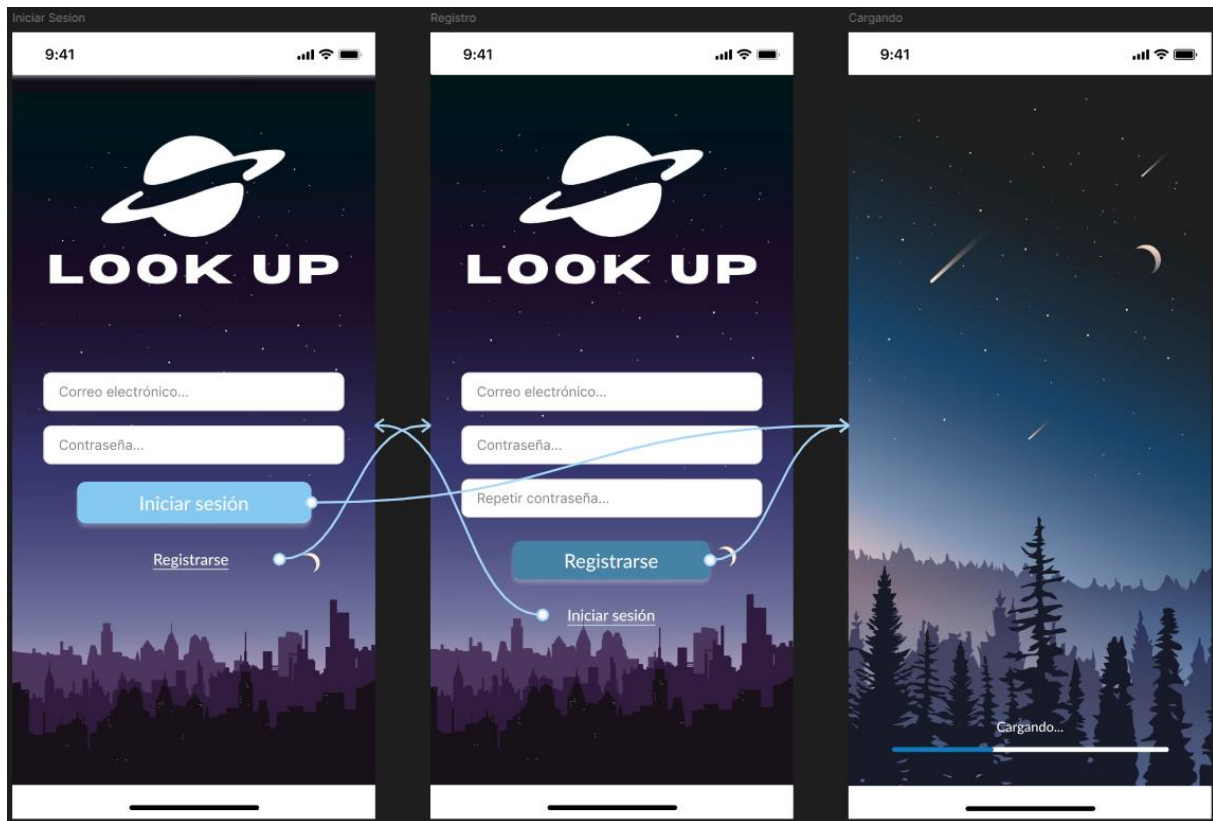 Iniciar Sesion
9:41
LOOK UP
Correo electrónico...
Contraseña...
Iniciar sesión
Registrarse
Registro
9:41
LOOK UP
Correo electrónico...
Contraseña...
Repetir contraseña...
Registrarse
Iniciar sesión
Cargando
9:41
Cargando...